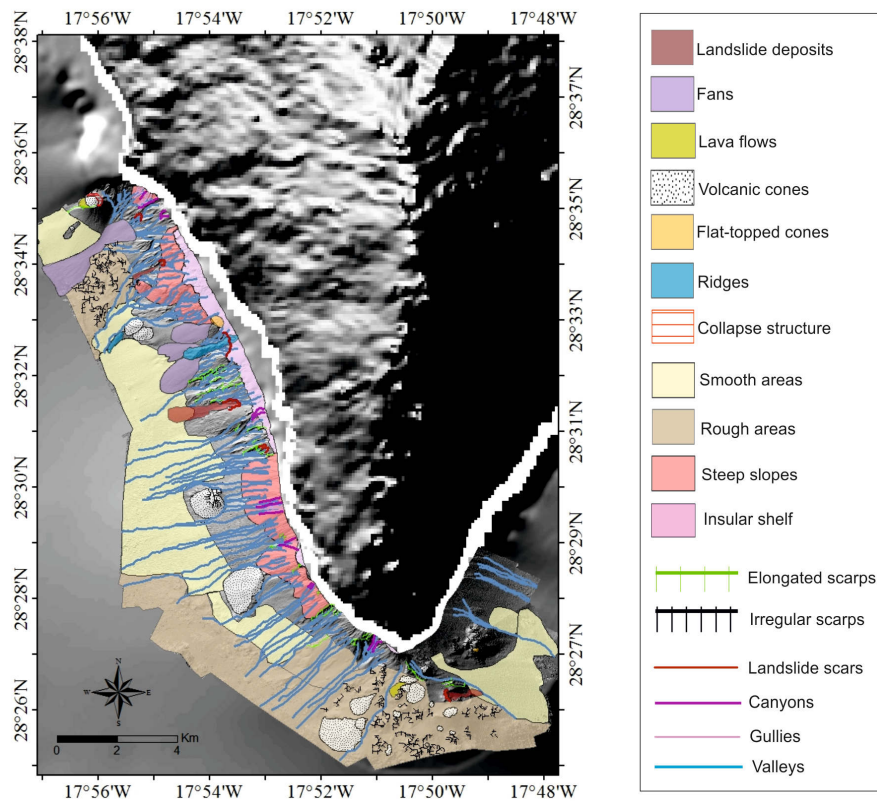 17°56'W 17°54'W 17°52'W 17°50'W 17°48'W
28°38'N
28°37'N
28°36'N
28°35'N
28°34'N
28°33'N
28°32'N
28°31'N
28°30'N
28°29'N
28°28'N
28°27'N
28°26'N
N
W E
S
0 2 4
Km
17°56'W 17°54'W 17°52'W 17°50'W 17°48'W
Landslide deposits
Fans
Lava flows
Volcanic cones
Flat-topped cones
Ridges
Collapse structure
Smooth areas
Rough areas
Steep slopes
Insular shelf
Elongated scarps
Irregular scarps
Landslide scars
Canyons
Gullies
Valleys